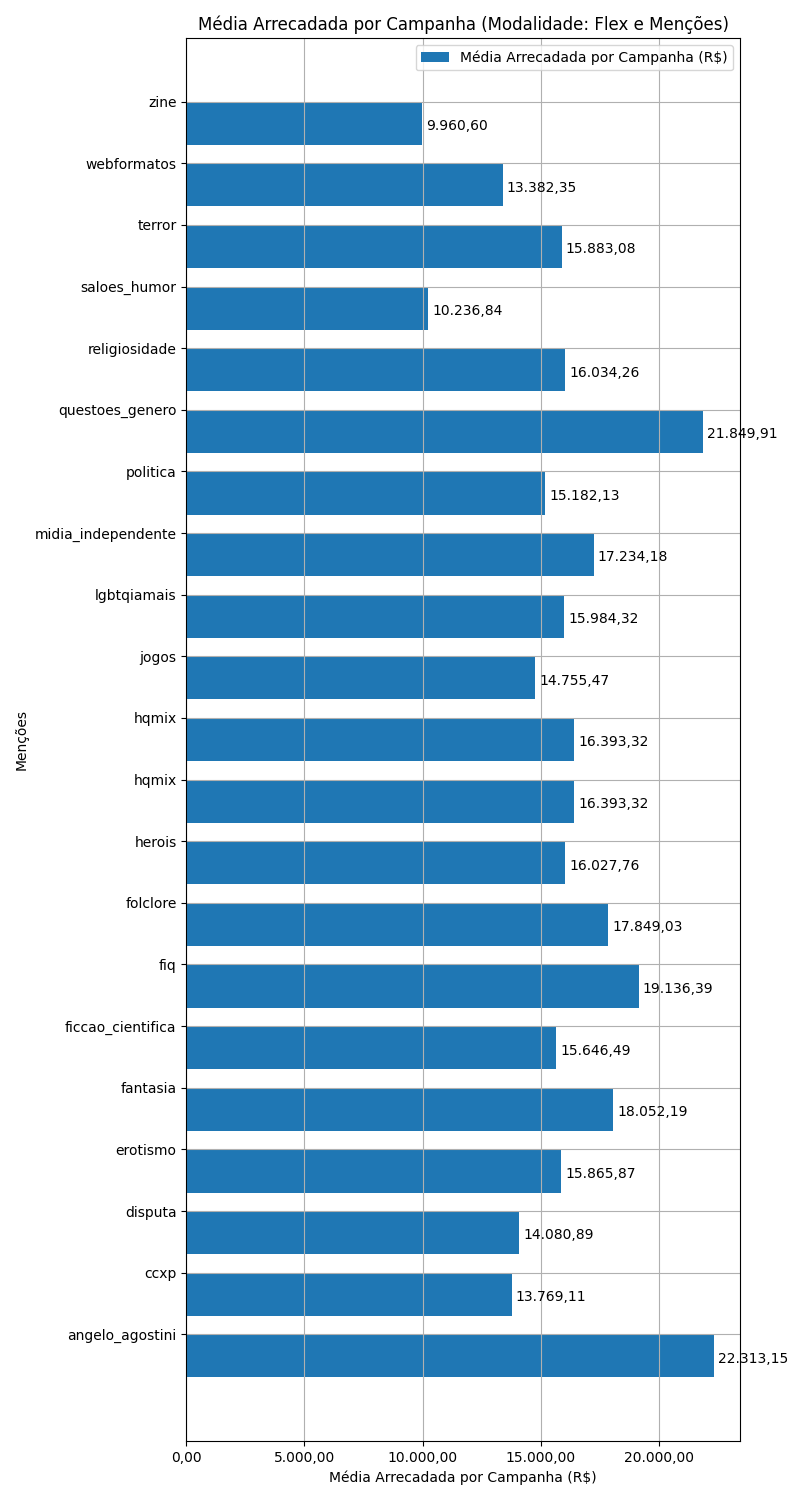 Média Arrecadada por Campanha (Modalidade: Flex e Menções)
Média Arrecadada por Campanha (R$)
zine
9.960,60
webformatos
13.382,35
terror
15.883,08
saloes_humor
10.236,84
religiosidade
16.034,26
questoes_genero
21.849,91
politica
15.182,13
midia_independente
17.234,18
lgbtqiamais
15.984,32
jogos
14.755,47
hqmix
16.393,32
hqmix
16.393,32
herois
16.027,76
folclore
17.849,03
fiq
19.136,39
ficcao_cientifica
15.646,49
fantasia
18.052,19
erotismo
15.865,87
disputa
14.080,89
ccxp
13.769,11
angelo_agostini
22.313,15
Menções
0,00 5.000,00 10.000,00 15.000,00 20.000,00
Média Arrecadada por Campanha (R$)